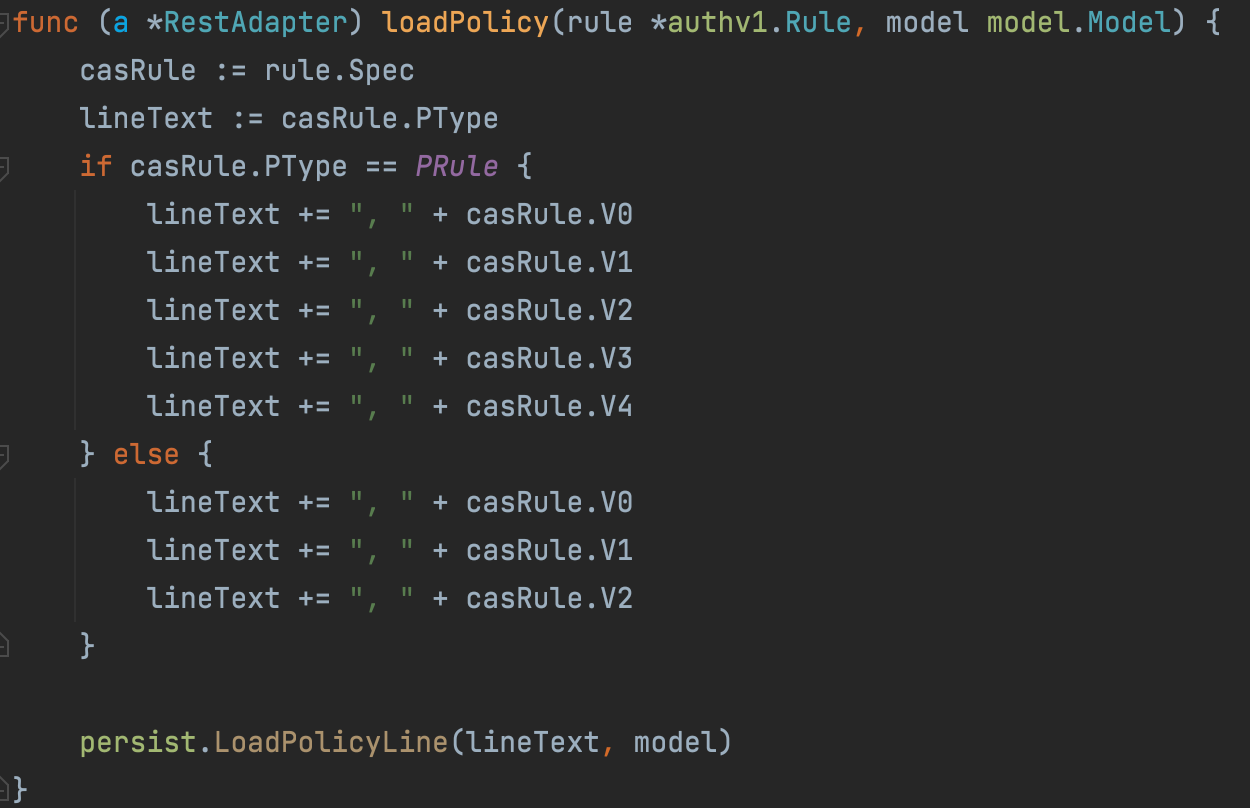 func (a *RestAdapter) loadPolicy(rule *authv1.Rule, model model.Model) {
    casRule := rule.Spec
    lineText := casRule.PType
    if casRule.PType == PRule {
        lineText += ", " + casRule.V0
        lineText += ", " + casRule.V1
        lineText += ", " + casRule.V2
        lineText += ", " + casRule.V3
        lineText += ", " + casRule.V4
    } else {
        lineText += ", " + casRule.V0
        lineText += ", " + casRule.V1
        lineText += ", " + casRule.V2
    }

    persist.LoadPolicyLine(lineText, model)
}